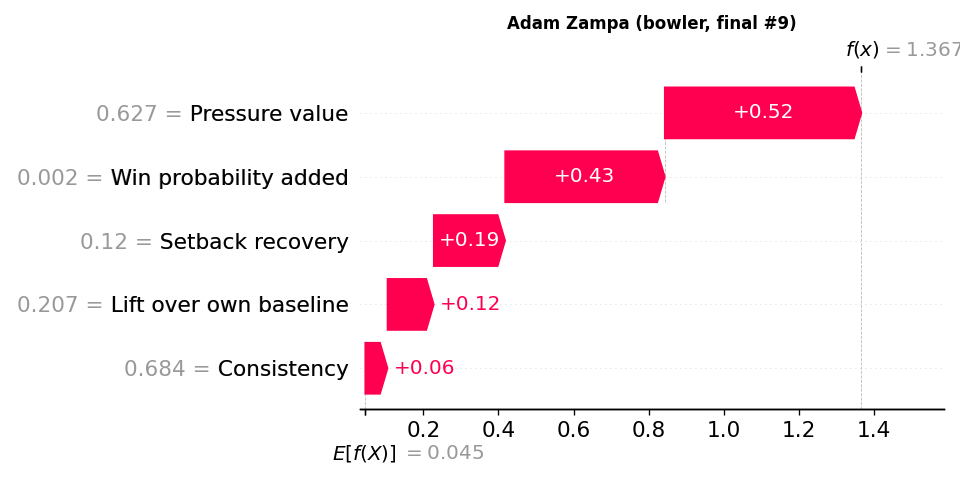 Adam Zampa (bowler, final #9)
f(x) = 1.367
0.627 = Pressure value +0.52
0.002 = Win probability added +0.43
0.12 = Setback recovery +0.19
0.207 = Lift over own baseline +0.12
0.684 = Consistency +0.06
0.2 0.4 0.6 0.8 1.0 1.2 1.4
E[f(X)] = 0.045